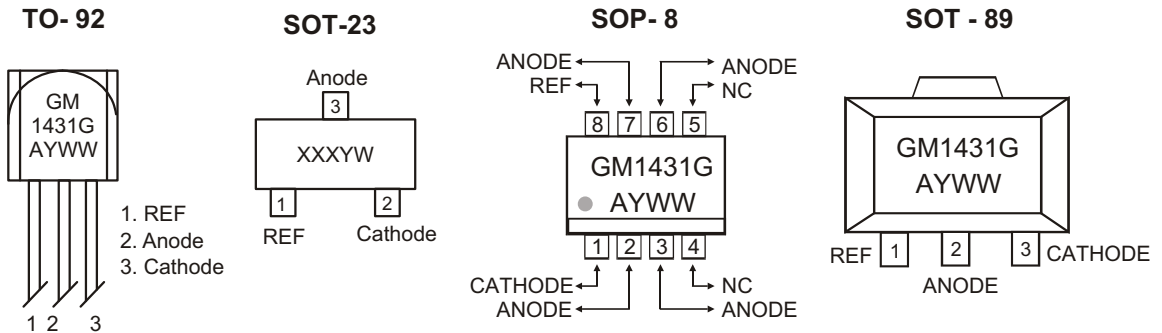 TO- 92
GM
1431G
AYWW
1. REF
2. Anode
3. Cathode
1 2 3
SOT-23
Anode
3
XXXYW
1 2
REF Cathode
SOP- 8
ANODE ANODE
REF NC
8 7 6 5
GM1431G
AYWW
1 2 3 4
CATHODE NC
ANODE ANODE
SOT - 89
GM1431G
AYWW
REF 1 2 3 CATHODE
ANODE